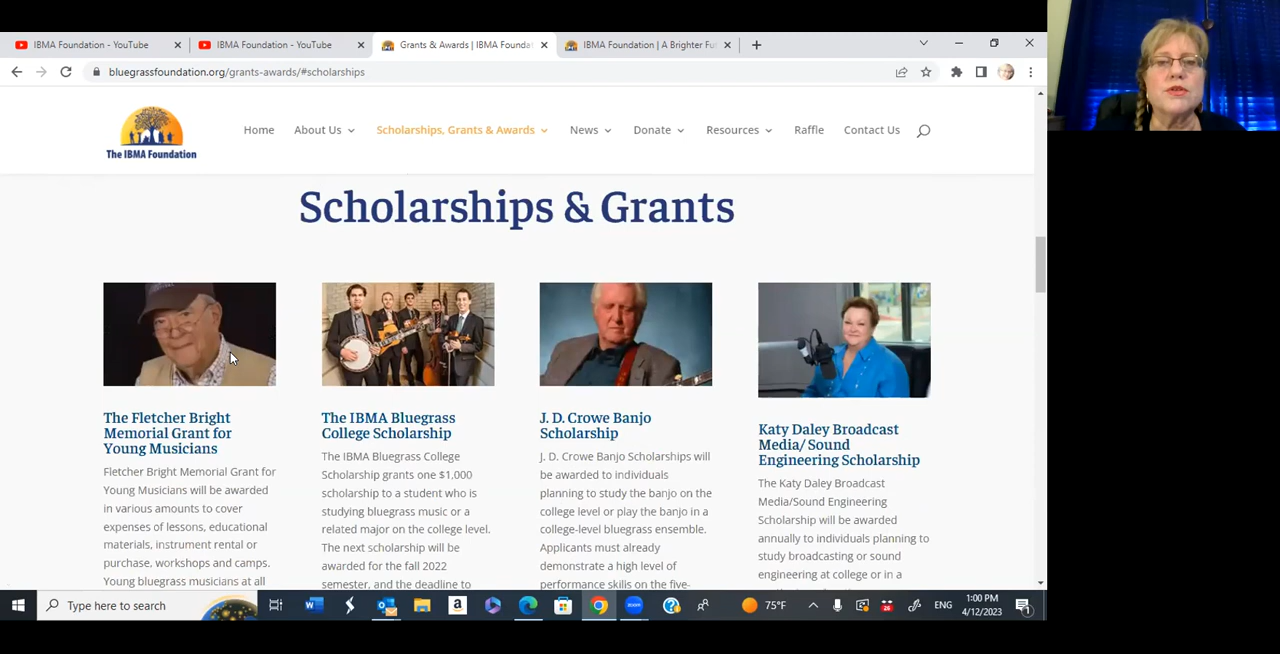 IBMA Foundation - YouTube
IBMA Foundation - YouTube
Grants & Awards | IBMA Founda
IBMA Foundation | A Brighter Fu
bluegrassfoundation.org/grants-awards/#scholarships
The IBMA Foundation
Home
About Us
Scholarships, Grants & Awards
News
Donate
Resources
Raffle
Contact Us
Scholarships & Grants
The Fletcher Bright
Memorial Grant for
Young Musicians
Fletcher Bright Memorial Grant for
Young Musicians will be awarded
in various amounts to cover
expenses of lessons, educational
materials, instrument rental or
purchase, workshops and camps.
Young bluegrass musicians at all
The IBMA Bluegrass
College Scholarship
The IBMA Bluegrass College
Scholarship grants one $1,000
scholarship to a student who is
studying bluegrass music or a
related major on the college level.
The next scholarship will be
awarded for the fall 2022
semester, and the deadline to
J. D. Crowe Banjo
Scholarship
J. D. Crowe Banjo Scholarships will
be awarded to individuals
planning to study the banjo on the
college level or play the banjo in a
college-level bluegrass ensemble.
Applicants must already
demonstrate a high level of
performance skills on the five-
Katy Daley Broadcast
Media/ Sound
Engineering Scholarship
The Katy Daley Broadcast
Media/Sound Engineering
Scholarship will be awarded
annually to individuals planning to
study broadcasting or sound
engineering at college or in a
Type here to search
75°F
ENG
1:00 PM
4/12/2023